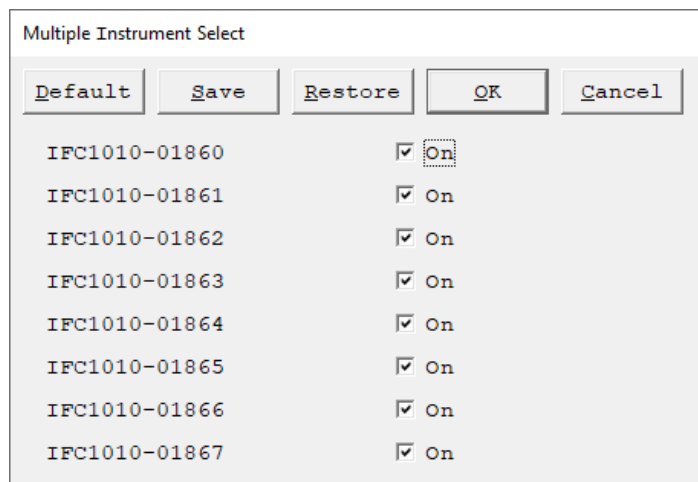 Multiple Instrument Select
Default Save Restore OK Cancel
IFC1010-01860 On
IFC1010-01861 On
IFC1010-01862 On
IFC1010-01863 On
IFC1010-01864 On
IFC1010-01865 On
IFC1010-01866 On
IFC1010-01867 On